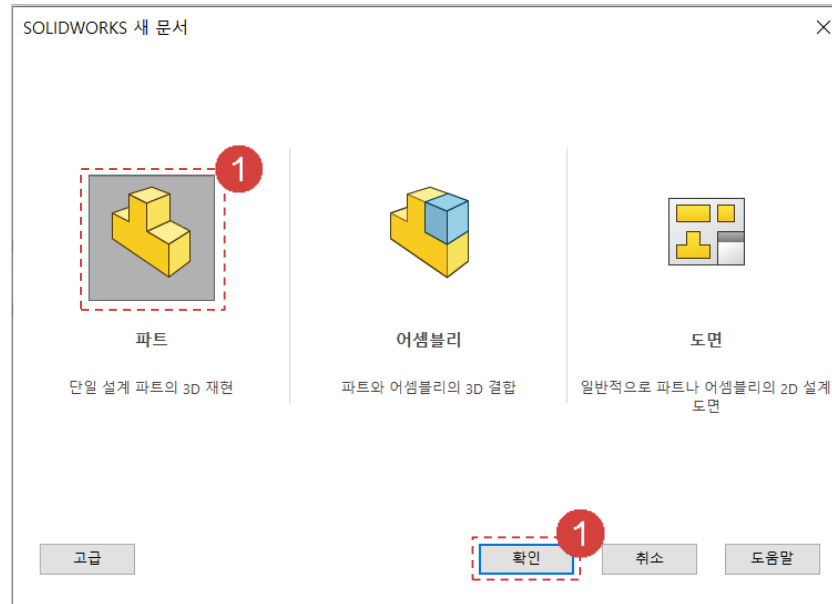 SOLIDWORKS 새 문서
1
파트
어셈블리
도면
단일 설계 파트의 3D 재현
파트와 어셈블리의 3D 결합
일반적으로 파트나 어셈블리의 2D 설계
도면
고급
확인
1
취소
도움말